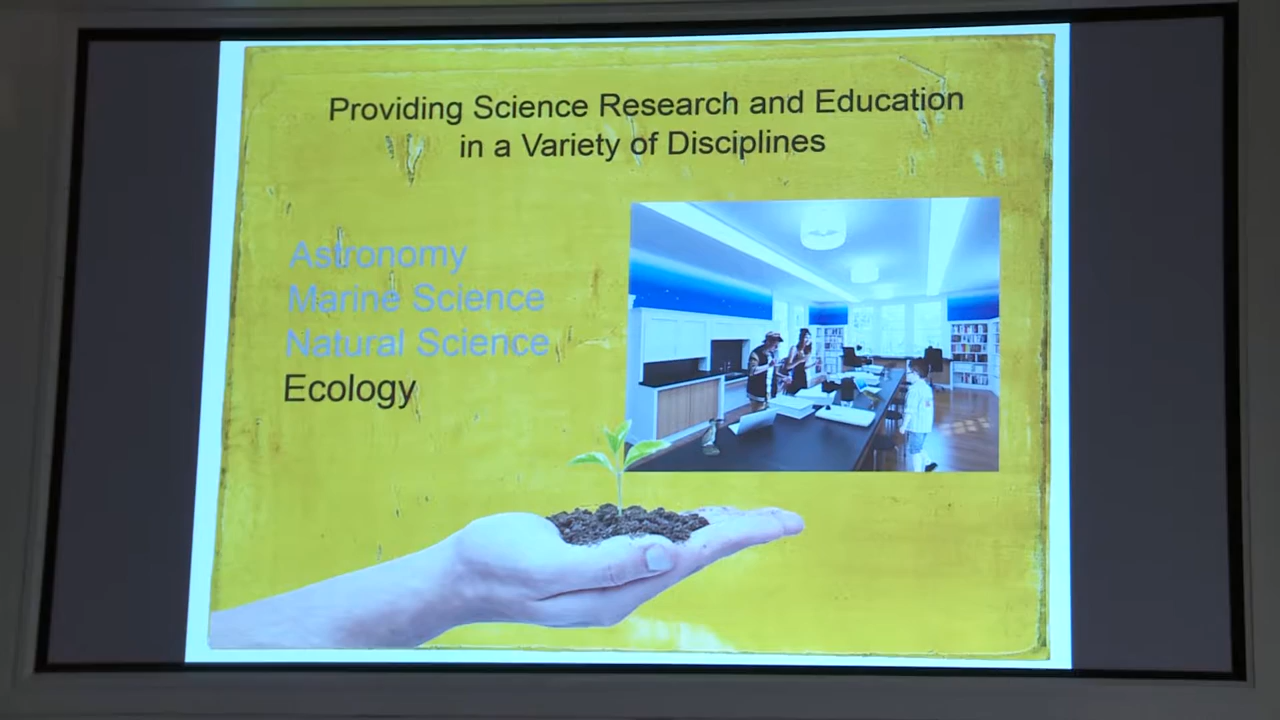 Providing Science Research and Education
in a Variety of Disciplines
Astronomy
Marine Science
Natural Science
Ecology